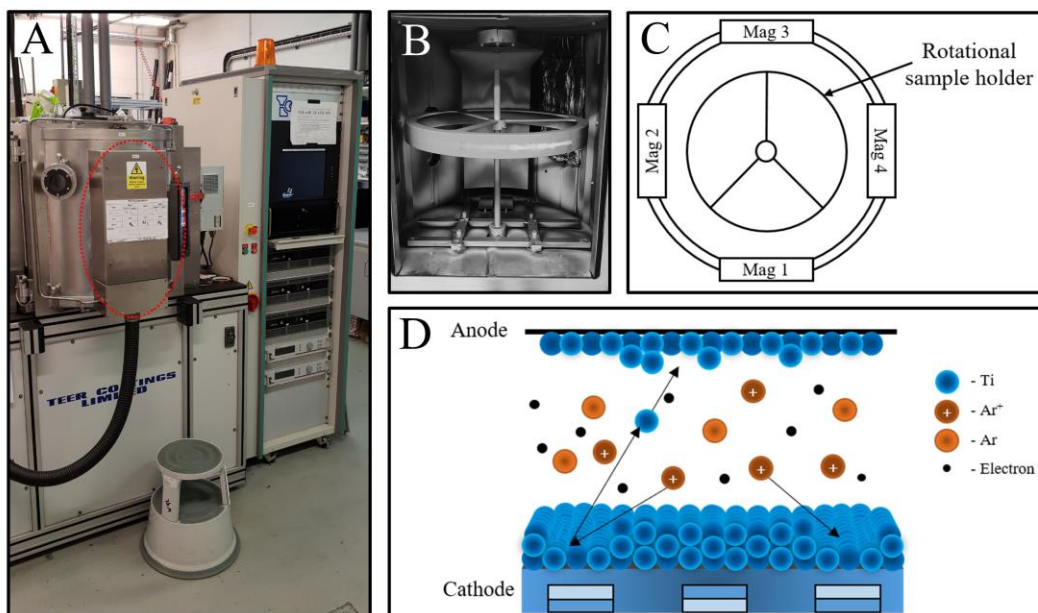 A
TEER COATINGS
LIMITED
B
C
Mag 3
Rotational
sample holder
Mag 2
Mag 4
Mag 1
D
Anode
- Ti
+
- Ar⁺
- Ar
- Electron
Cathode